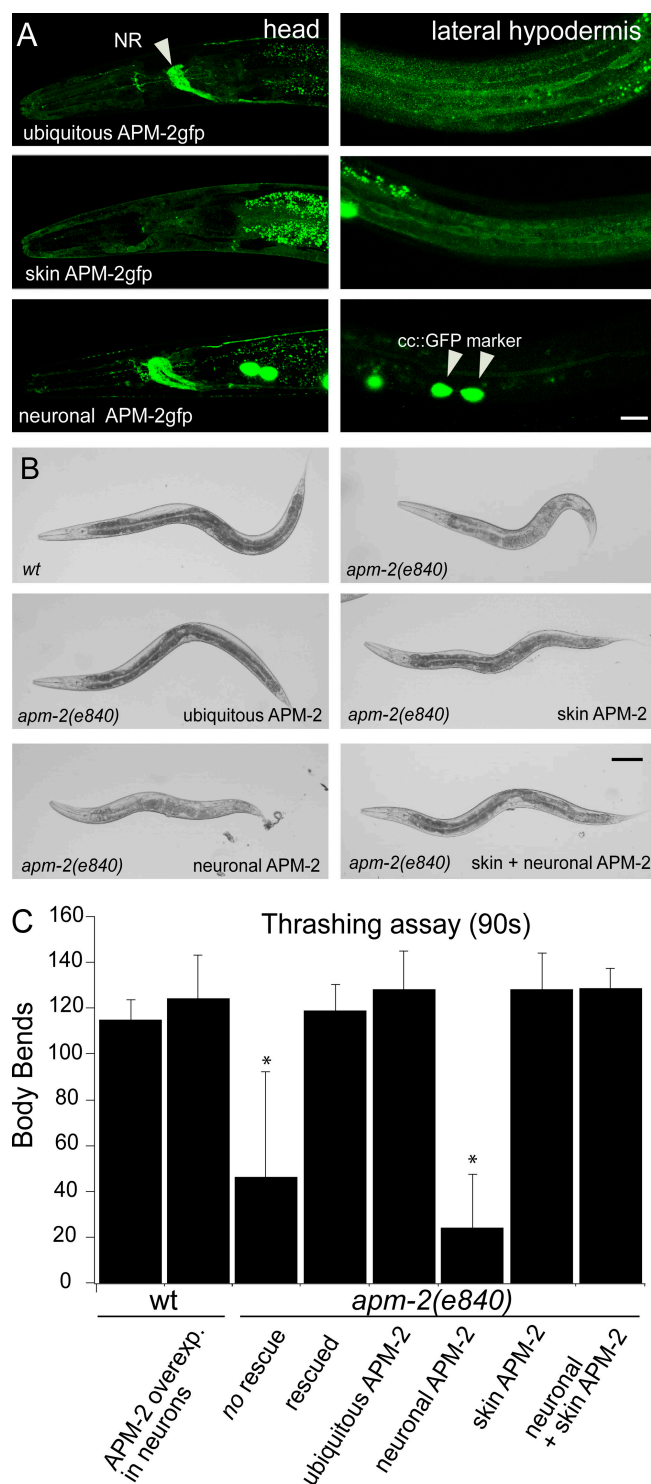 A
NR
head
lateral hypodermis
ubiquitous APM-2gfp
skin APM-2gfp
cc::GFP marker
neuronal APM-2gfp
B
wt
apm-2(e840)
apm-2(e840) ubiquitous APM-2
apm-2(e840) skin APM-2
apm-2(e840) neuronal APM-2
apm-2(e840) skin + neuronal APM-2
C
Thrashing assay (90s)
Body Bends
160
140
120
100
80
60
40
20
0
*
*
wt
apm-2(e840)
APM-2 overexp.
in neurons
no rescue
rescued
ubiquitous APM-2
neuronal APM-2
skin APM-2
neuronal
+ skin APM-2